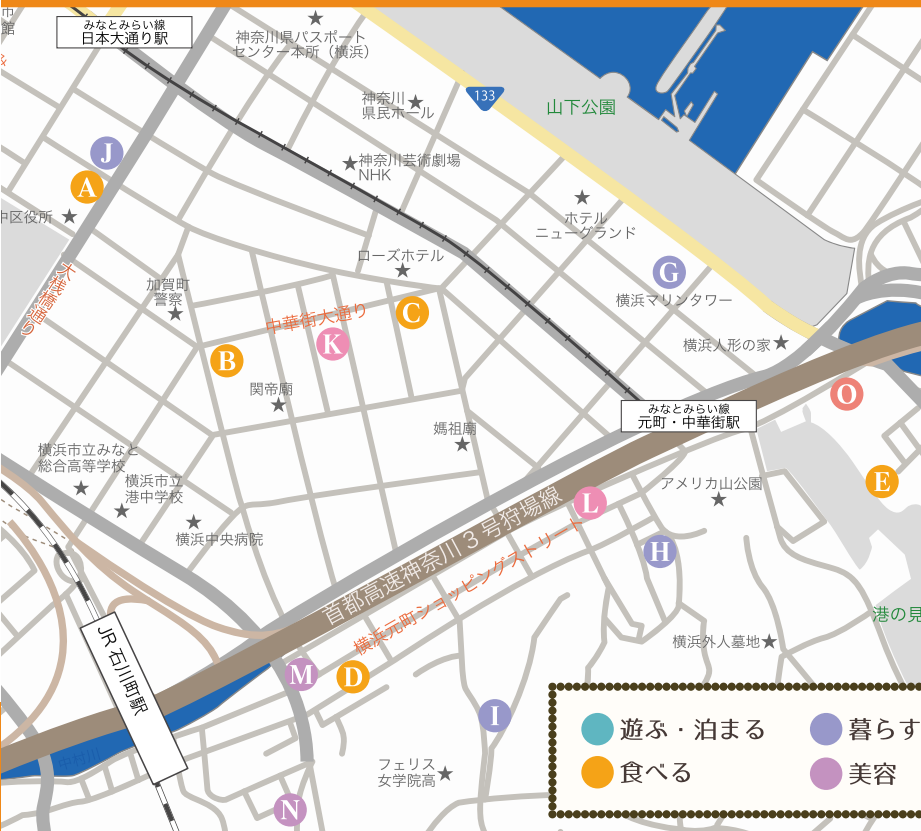 市
館
みなとみらい線
日本大通り駅
神奈川県パスポート
センター本所（横浜）
神奈川
県民ホール
133
山下公園
J
A
神奈川芸術劇場
NHK
中区役所
ホテル
ニューグランド
ローズホテル
G
横浜マリンタワー
大桟橋通り
加賀町
警察
中華街大通り
C
K
B
横浜人形の家
関帝廟
O
みなとみらい線
元町・中華街駅
媽祖廟
横浜市立みなと
総合高等学校
横浜市立
港中学校
横浜中央病院
アメリカ山公園
E
L
首都高速神奈川３号狩場線
横浜元町ショッピングストリート
H
港の見
JR 石川町駅
横浜外人墓地
M
D
I
中村川
フェリス
女学院高
N
遊ぶ・泊まる
暮らす
食べる
美容